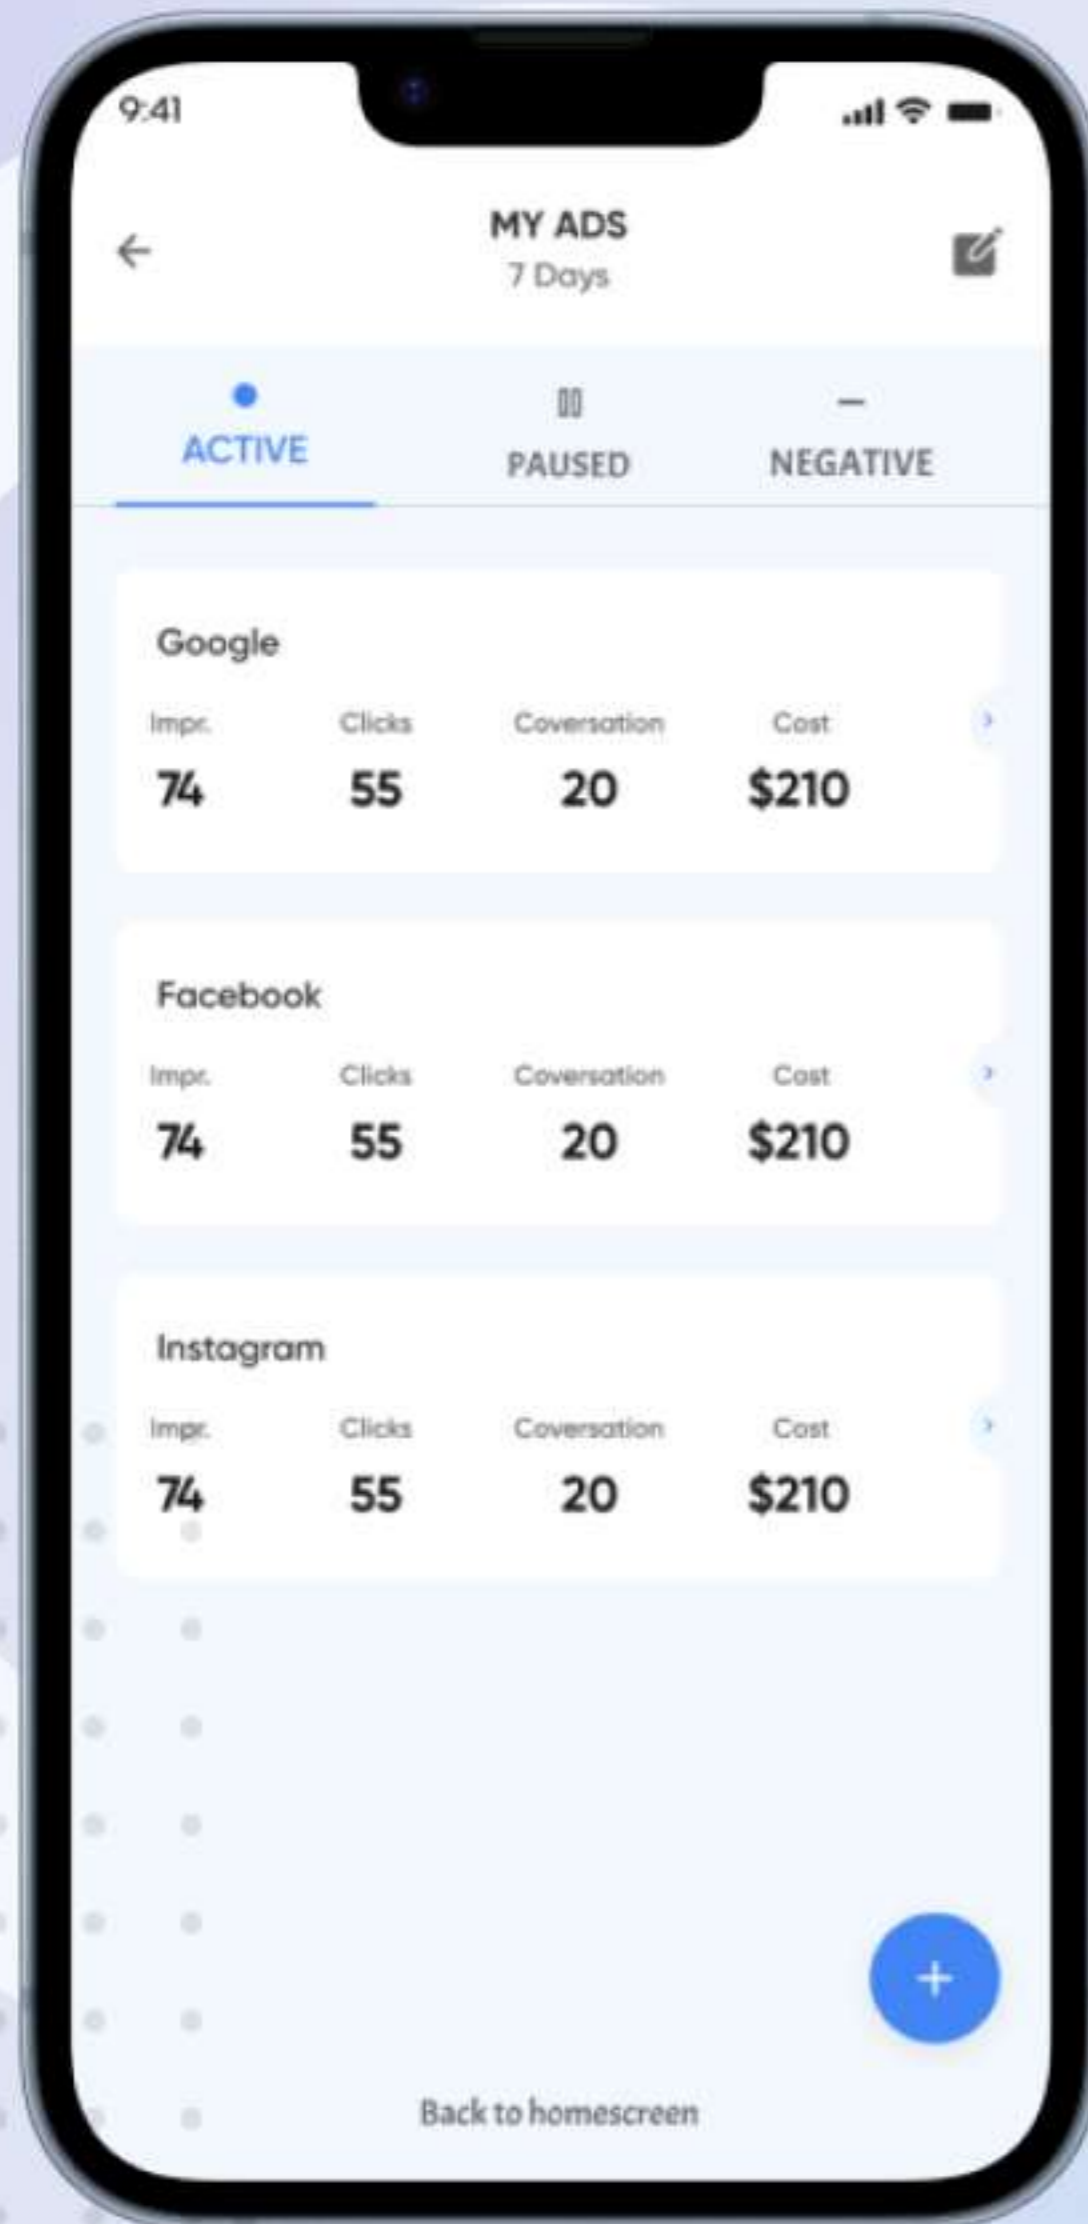 9:41
MY ADS
7 Days
ACTIVE
PAUSED
NEGATIVE
Google
Impr. Clicks Coversation Cost
74 55 20 $210
Facebook
Impr. Clicks Coversation Cost
74 55 20 $210
Instagram
Impr. Clicks Coversation Cost
74 55 20 $210
Back to homescreen